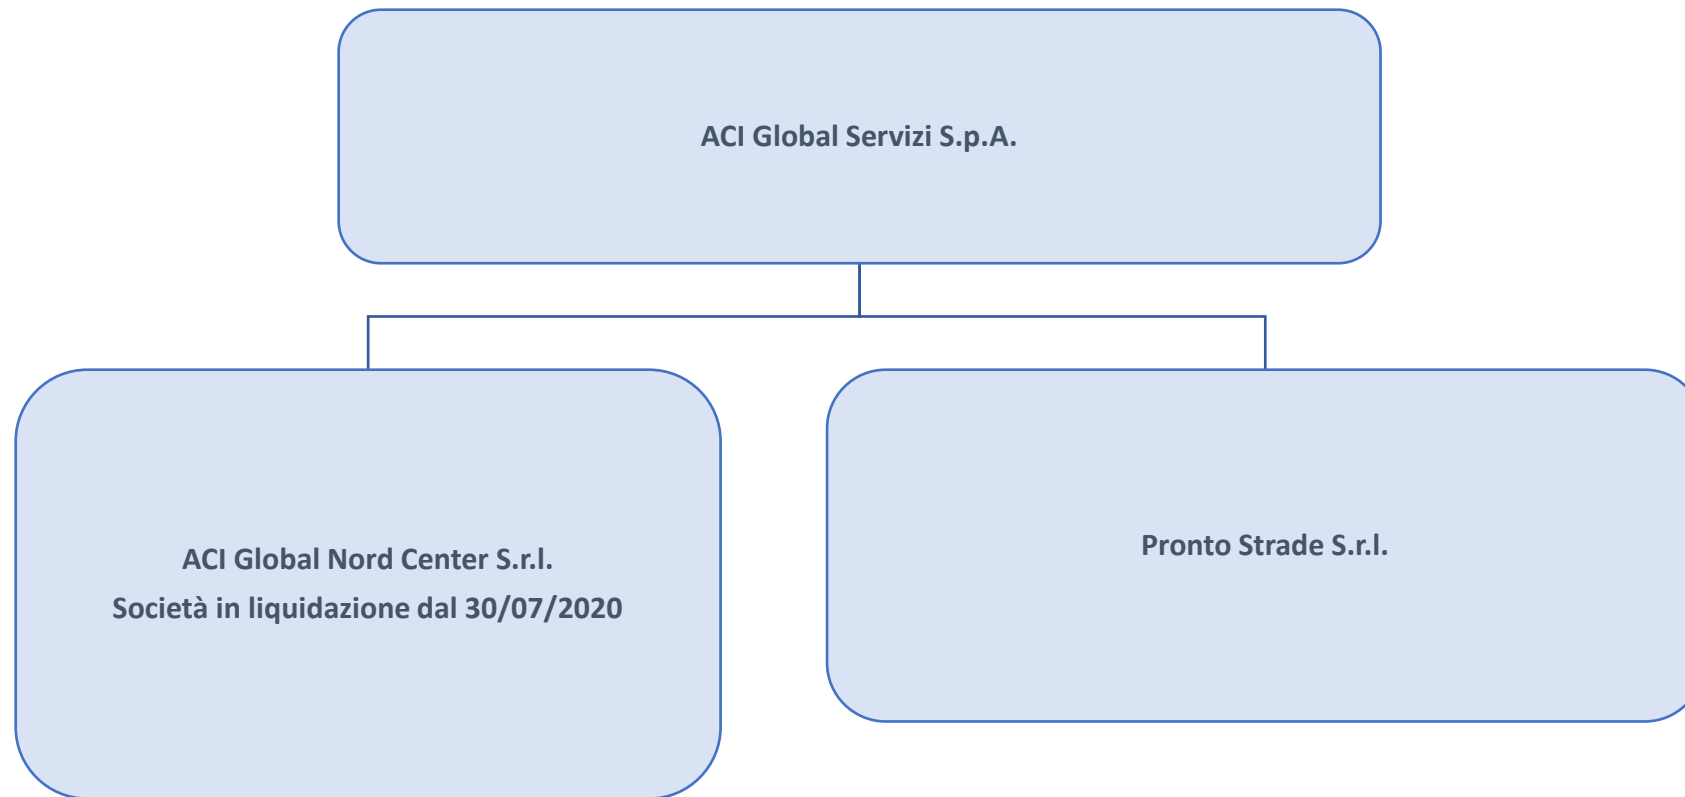 ACI Global Servizi S.p.A.
ACI Global Nord Center S.r.l.
Società in liquidazione dal 30/07/2020
Pronto Strade S.r.l.